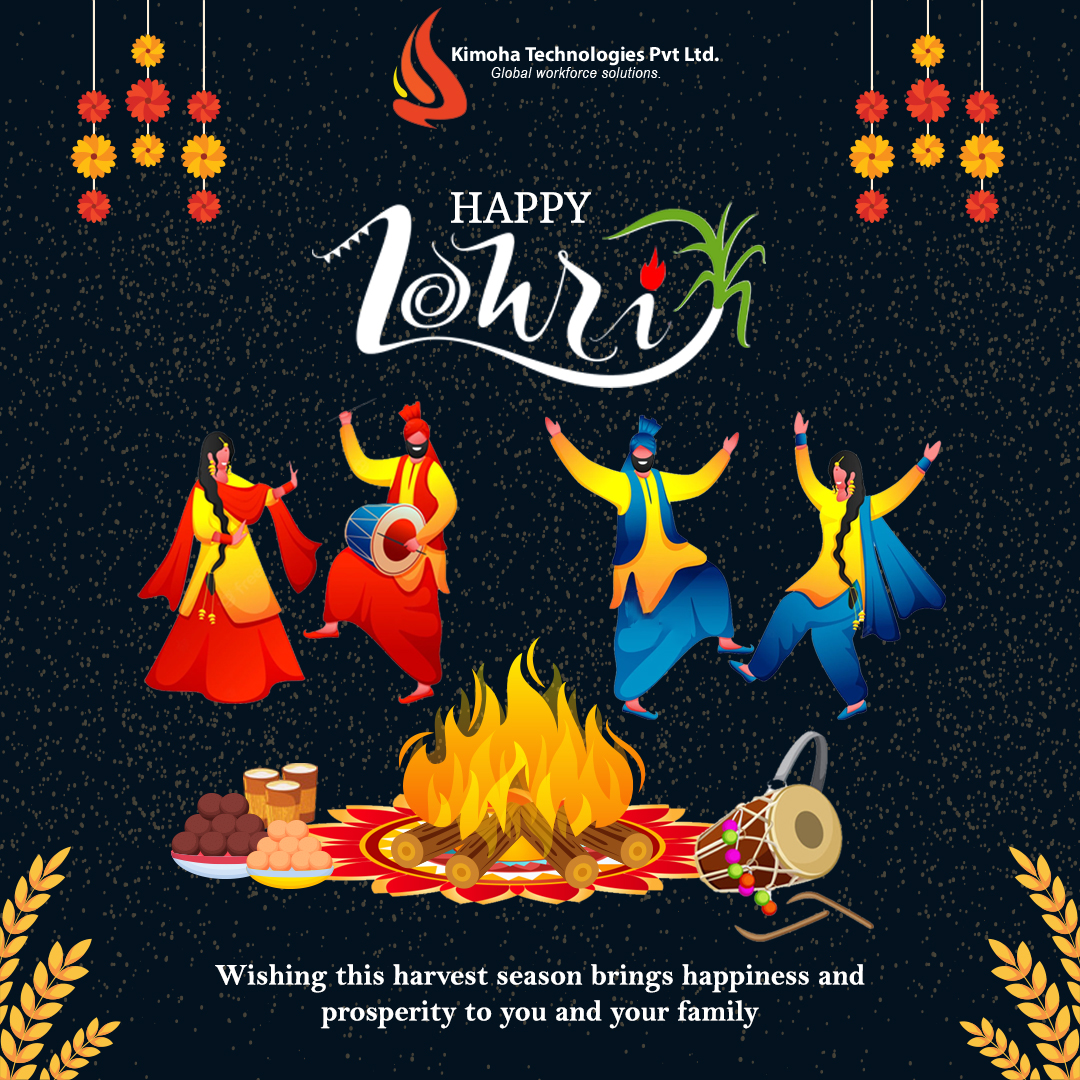 Kimoha Technologies Pvt Ltd.
Global workforce solutions.
HAPPY
Lohri
Wishing this harvest season brings happiness and
prosperity to you and your family